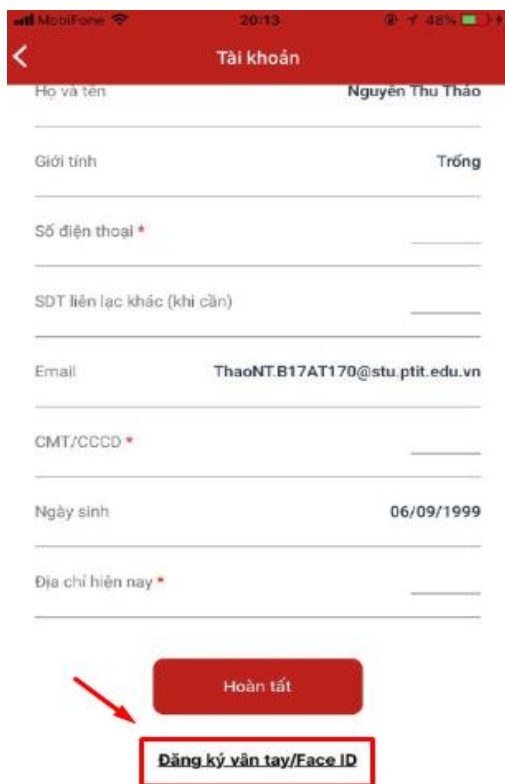 MobiFone 20:13 48%
Tài khoản
Họ và tên Nguyễn Thu Thảo
Giới tính Trống
Số điện thoại *
SDT liên lạc khác (khi cần)
Email ThaoNT.B17AT170@stu.ptit.edu.vn
CMT/CCCD *
Ngày sinh 06/09/1999
Địa chỉ hiện nay *
Hoàn tất
Đăng ký vân tay/Face ID